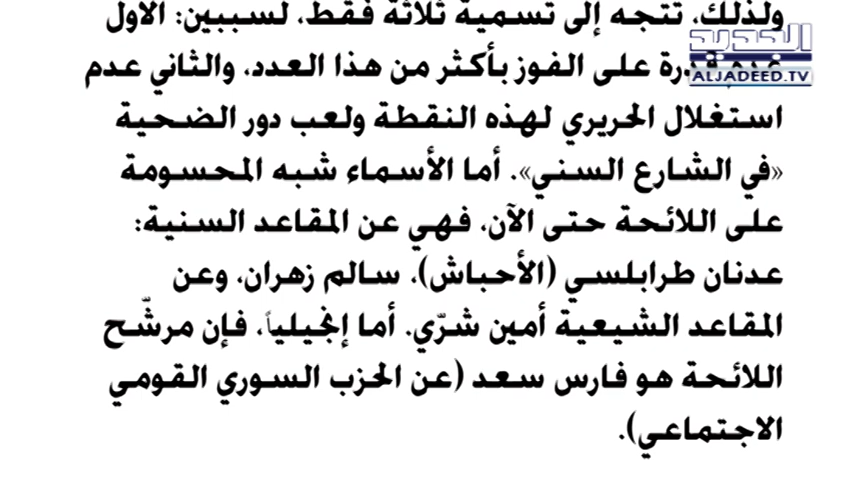 ولذلك، تتجه إلى تسمية ثلاثة فقط، لسببين: الأول
عدم قدرة على الفوز بأكثر من هذا العدد، والثاني عدم
استغلال الحريري لهذه النقطة ولعب دور الضحية
«في الشارع السني». أما الأسماء شبه المحسومة
على اللائحة حتى الآن، فهي عن المقاعد السنية:
عدنان طرابلسي (الأحباش)، سالم زهران، وعن
المقاعد الشيعية أمين شرّي. أما إنجيلياً، فإن مرشّح
اللائحة هو فارس سعد (عن الحزب السوري القومي
الاجتماعي).
الجديد
ALJADEED.TV